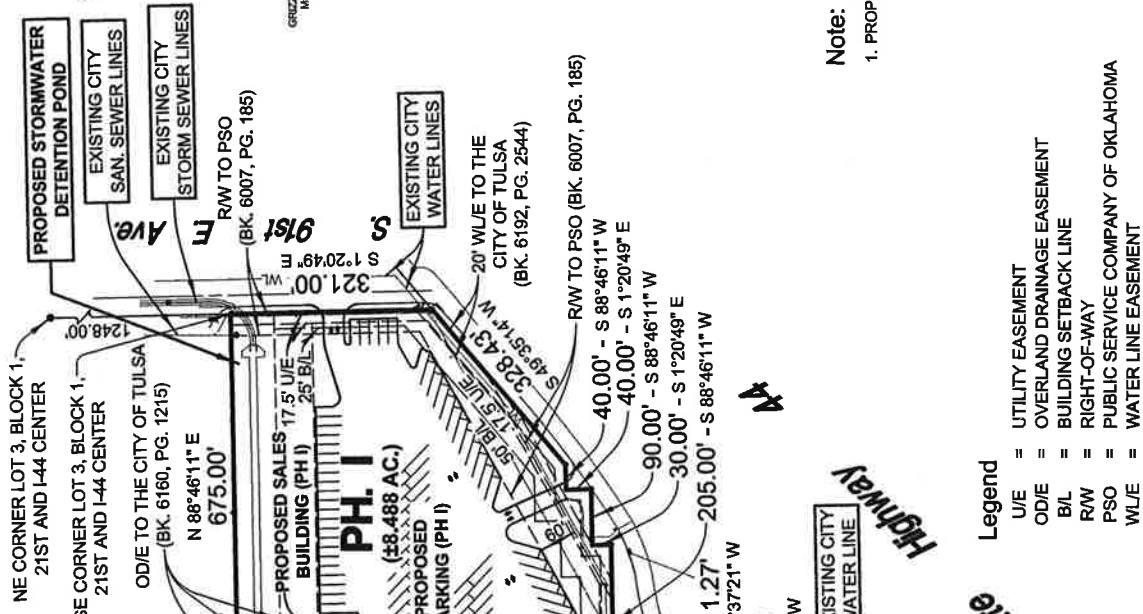 PROPOSED STORMWATER
DETENTION POND
EXISTING CITY
SAN. SEWER LINES
EXISTING CITY
STORM SEWER LINES
R/W TO PSO
(BK. 6007, PG. 185)
S. 91st E. Ave.
NE CORNER LOT 3, BLOCK 1,
21ST AND I-44 CENTER
1248.00'
SE CORNER LOT 3, BLOCK 1,
21ST AND I-44 CENTER
OD/E TO THE CITY OF TULSA
(BK. 6160, PG. 1215)
N 88°46'11" E
675.00'
PROPOSED SALES
BUILDING (PH I)
17.5' U/E
25' B/L
WL
321.00'
S 1°20'49" E
EXISTING CITY
WATER LINES
20' WL/E TO THE
CITY OF TULSA
(BK. 6192, PG. 2544)
PH. I
(±8.488 AC.)
PROPOSED
50' BL
17.5' U/E
328.43'
S 49°35'14" W
R/W TO PSO (BK. 6007, PG. 185)
40.00' - S 88°46'11" W
40.00' - S 1°20'49" E
90.00' - S 88°46'11" W
30.00' - S 1°20'49" E
205.00' - S 88°46'11" W
609
1.27'
37'21" W
W
44
Highway
EXISTING CITY
WATER LINE
Note:
1. PROP
Legend
U/E = UTILITY EASEMENT
OD/E = OVERLAND DRAINAGE EASEMENT
B/L = BUILDING SETBACK LINE
R/W = RIGHT-OF-WAY
PSO = PUBLIC SERVICE COMPANY OF OKLAHOMA
WL/E = WATER LINE EASEMENT